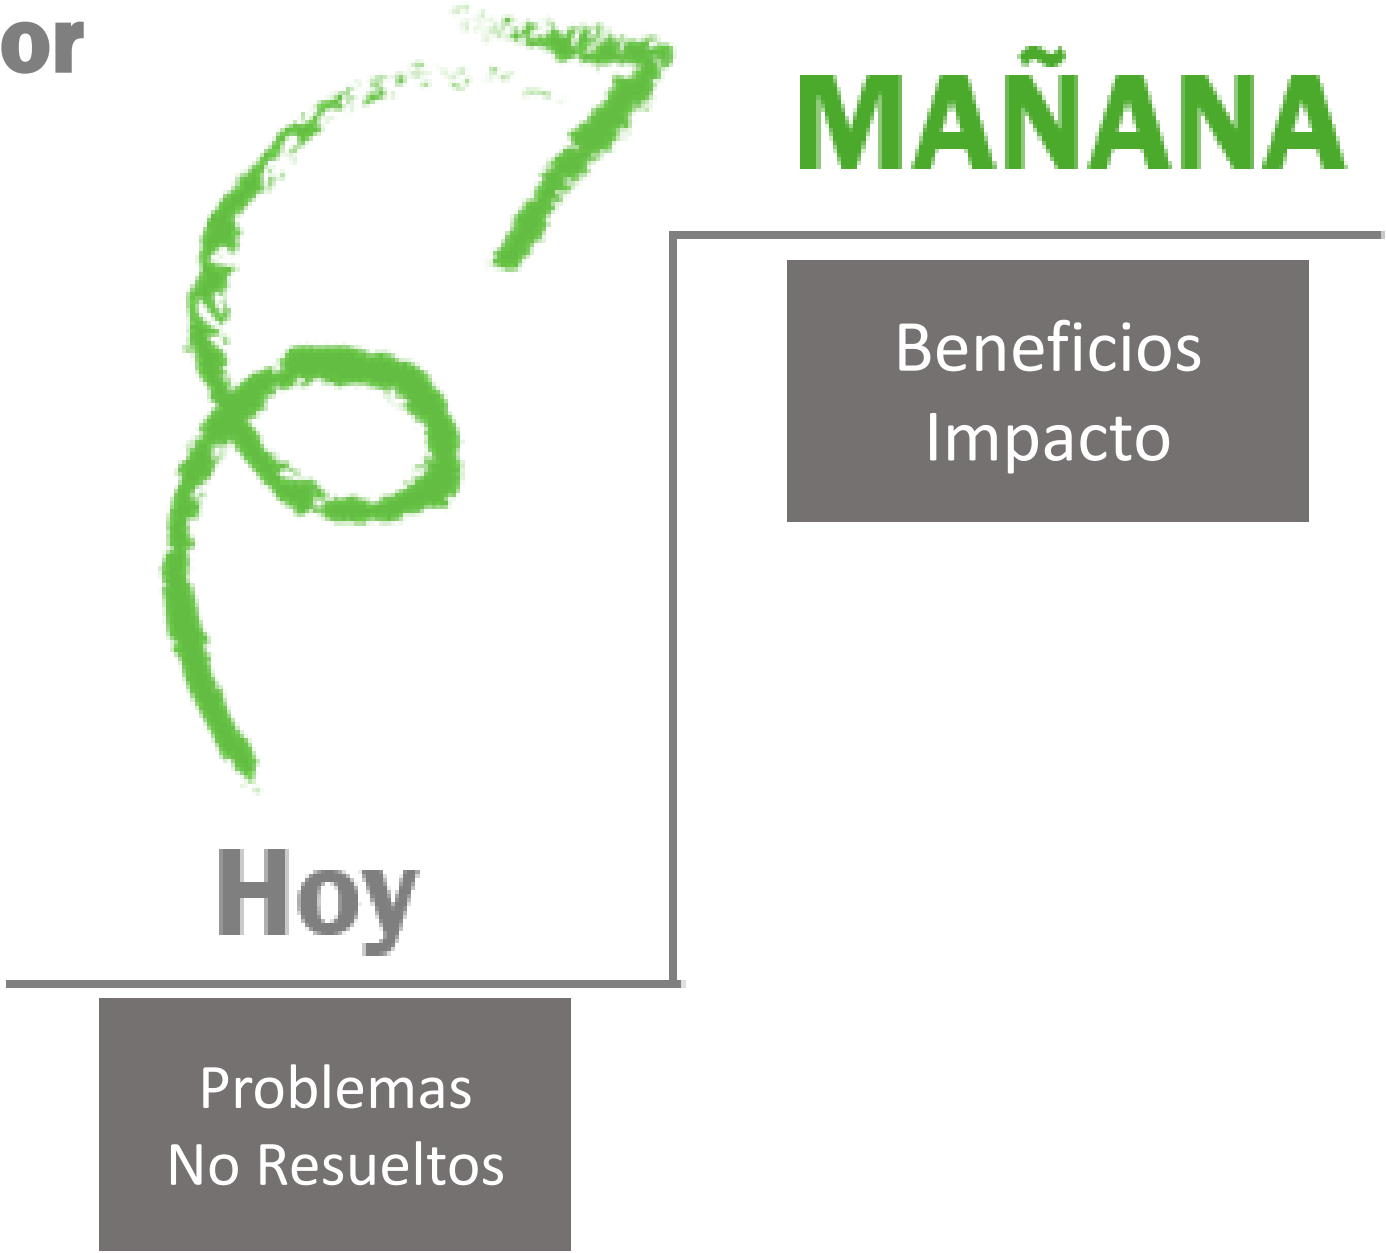 or
MAÑANA
Beneficios
Impacto
Hoy
Problemas
No Resueltos